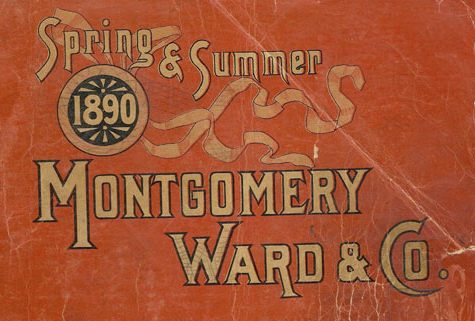 Spring & Summer
1890
Montgomery
Ward & Co.